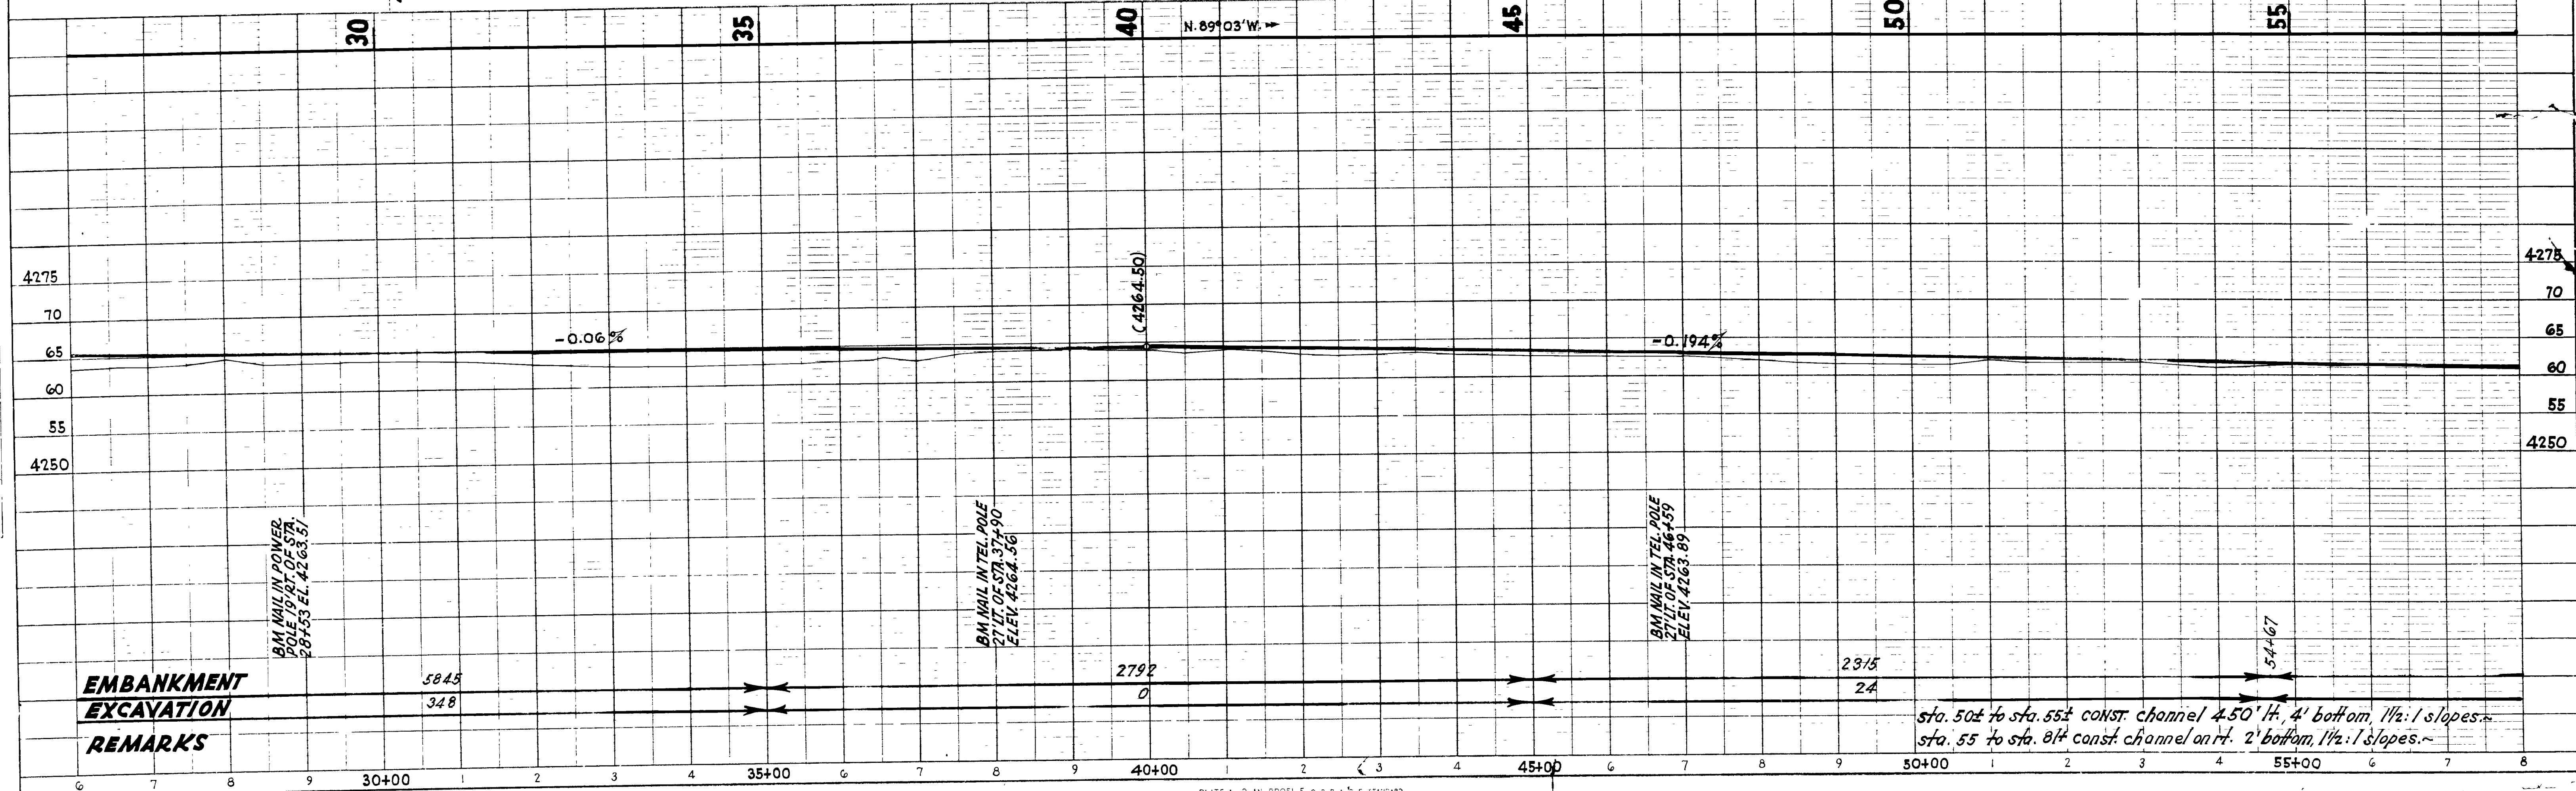 30 35 40 N. 89°03'W. 45 50 55
4275
70
65
60
55
4250
4275
70
65
60
55
4250
(4264.50)
-0.06%
-0.194%
BM NAIL IN POWER
POLE 19' RT. OF STA.
28+53 EL. 4263.51
BM NAIL IN TEL. POLE
27' LT. OF STA. 37+90
ELEV. 4264.56
BM NAIL IN TEL. POLE
27' LT. OF STA. 46+59
ELEV. 4263.89
54+67
EMBANKMENT 5845 2792 2315
EXCAVATION 348 0 24
REMARKS
sta. 50± to sta. 55± CONST. channel 450' lt., 4' bottom, 1½:1 slopes.~
sta. 55 to sta. 81± const. channel on rt. 2' bottom, 1½:1 slopes.~
6 7 8 9 30+00 1 2 3 4 35+00 6 7 8 9 40+00 1 2 3 4 45+00 6 7 8 9 50+00 1 2 3 4 55+00 6 7 8